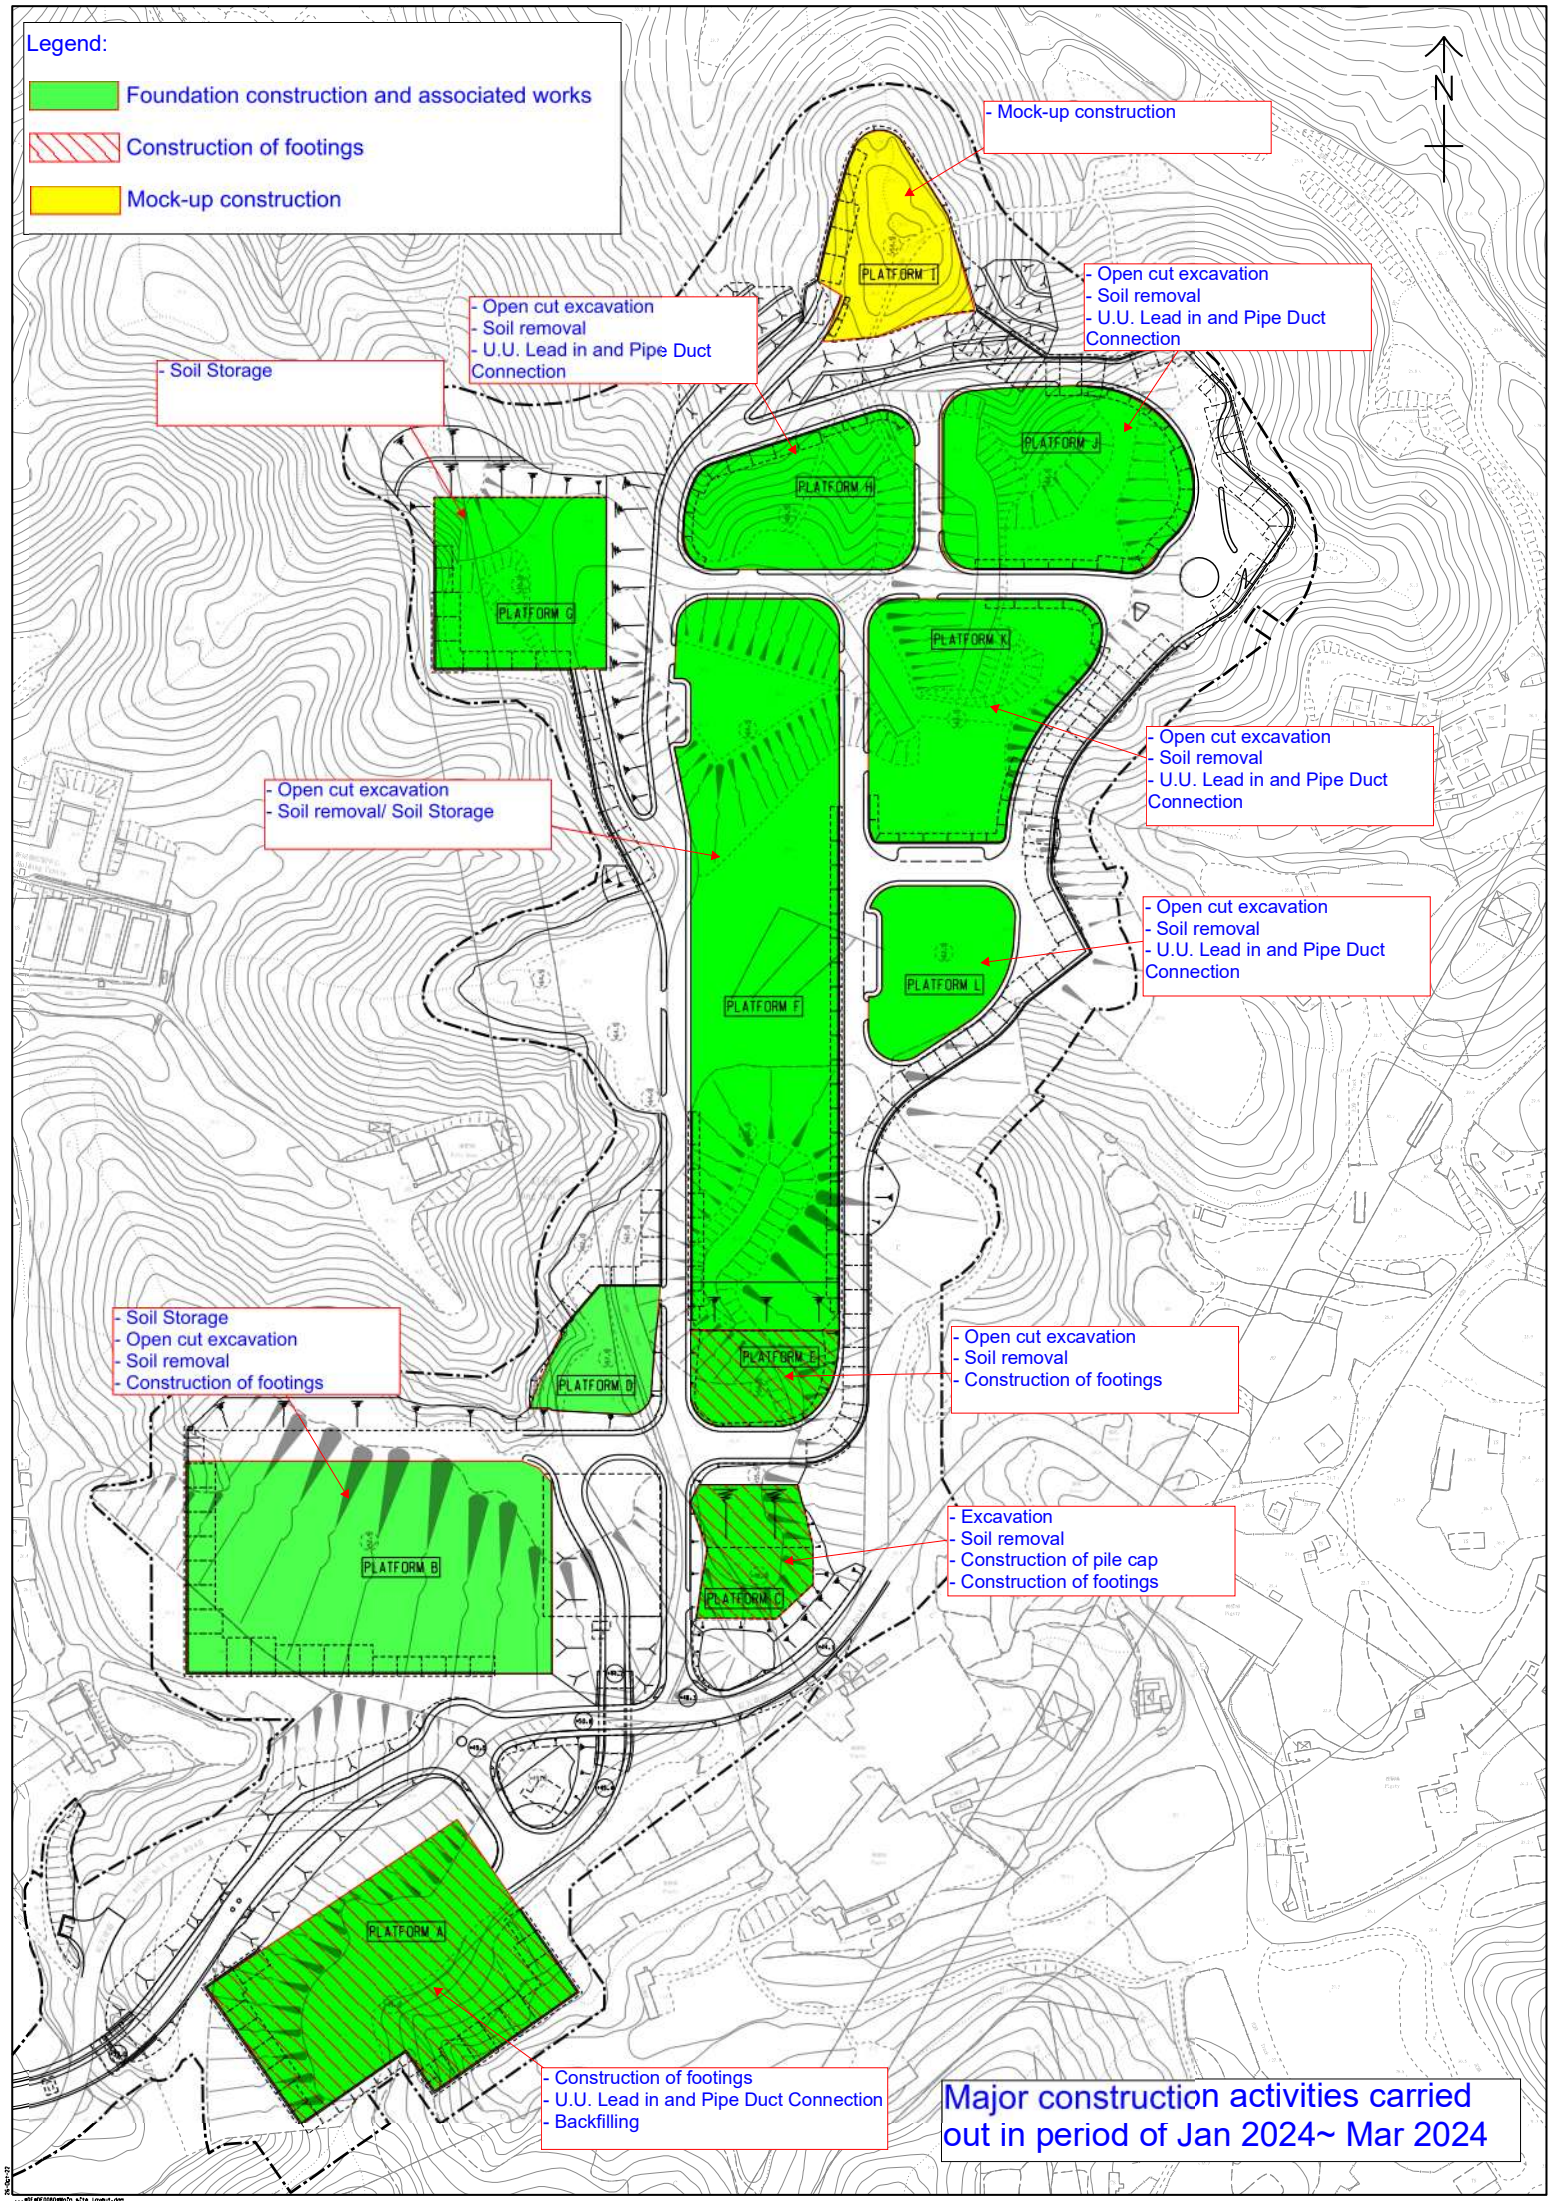 Legend:
Foundation construction and associated works
Construction of footings
Mock-up construction
N
- Mock-up construction
PLATFORM I
- Open cut excavation
- Soil removal
- U.U. Lead in and Pipe Duct
Connection
- Open cut excavation
- Soil removal
- U.U. Lead in and Pipe Duct
Connection
- Soil Storage
PLATFORM J
PLATFORM H
PLATFORM G
PLATFORM K
- Open cut excavation
- Soil removal
- U.U. Lead in and Pipe Duct
Connection
- Open cut excavation
- Soil removal/ Soil Storage
- Open cut excavation
- Soil removal
- U.U. Lead in and Pipe Duct
Connection
PLATFORM L
PLATFORM F
- Soil Storage
- Open cut excavation
- Soil removal
- Construction of footings
- Open cut excavation
- Soil removal
- Construction of footings
PLATFORM E
PLATFORM D
- Excavation
- Soil removal
- Construction of pile cap
- Construction of footings
PLATFORM B
PLATFORM C
PLATFORM A
- Construction of footings
- U.U. Lead in and Pipe Duct Connection
- Backfilling
Major construction activities carried
out in period of Jan 2024~ Mar 2024